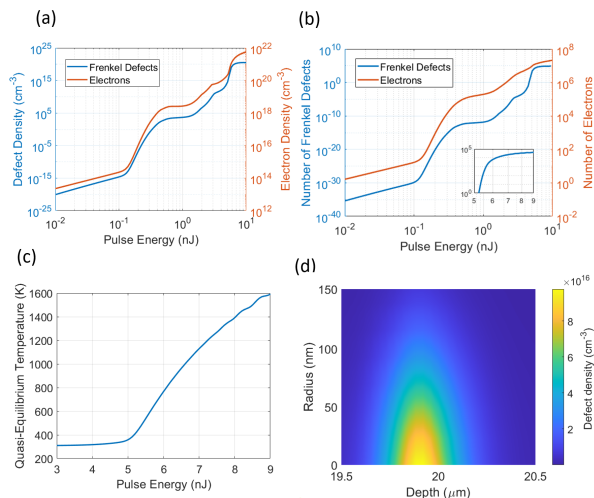 (a)
(b)
10^25
10^15
10^5
10^-5
10^-15
10^-25
Defect Density (cm^-3)
Frenkel Defects
Electrons
10^22
10^20
10^18
10^16
10^14
10^12
Electron Density (cm^-3)
10^-2
10^-1
10^0
10^1
Pulse Energy (nJ)
10^10
10^0
10^-10
10^-20
10^-30
10^-40
Number of Frenkel Defects
Frenkel Defects
Electrons
10^5
10^0
5 6 7 8 9
10^8
10^6
10^4
10^2
10^0
10^-2
Number of Electrons
10^-2
10^-1
10^0
10^1
Pulse Energy (nJ)
(c)
(d)
1600
1400
1200
1000
800
600
400
200
Quasi-Equilibrium Temperature (K)
3 4 5 6 7 8 9
Pulse Energy (nJ)
150
100
50
0
Radius (nm)
19.5 20 20.5
Depth (μm)
×10^16
8
6
4
2
Defect density (cm^-3)